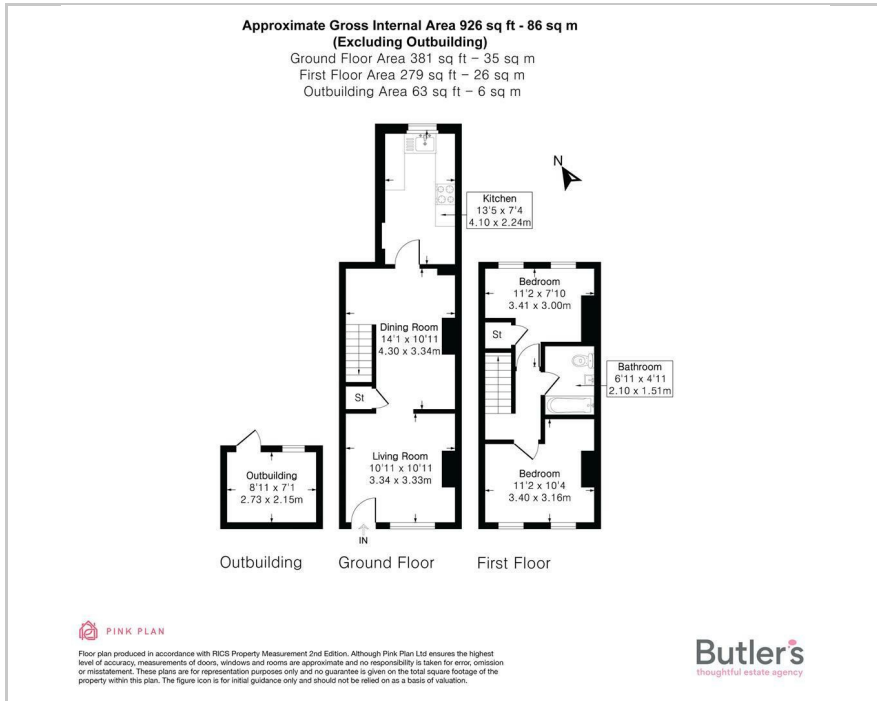 Approximate Gross Internal Area 926 sq ft - 86 sq m
(Excluding Outbuilding)
Ground Floor Area 381 sq ft – 35 sq m
First Floor Area 279 sq ft – 26 sq m
Outbuilding Area 63 sq ft – 6 sq m
N
Kitchen
13'5 x 7'4
4.10 x 2.24m
Dining Room
14'1 x 10'11
4.30 x 3.34m
St
Living Room
10'11 x 10'11
3.34 x 3.33m
IN
Bedroom
11'2 x 7'10
3.41 x 3.00m
St
Bathroom
6'11 x 4'11
2.10 x 1.51m
Bedroom
11'2 x 10'4
3.40 x 3.16m
Outbuilding
8'11 x 7'1
2.73 x 2.15m
Outbuilding
Ground Floor
First Floor
PINK PLAN
Floor plan produced in accordance with RICS Property Measurement 2nd Edition. Although Pink Plan Ltd ensures the highest
level of accuracy, measurements of doors, windows and rooms are approximate and no responsibility is taken for error, omission
or misstatement. These plans are for representation purposes only and no guarantee is given on the total square footage of the
property within this plan. The figure icon is for initial guidance only and should not be relied on as a basis of valuation.
Butler's
thoughtful estate agency